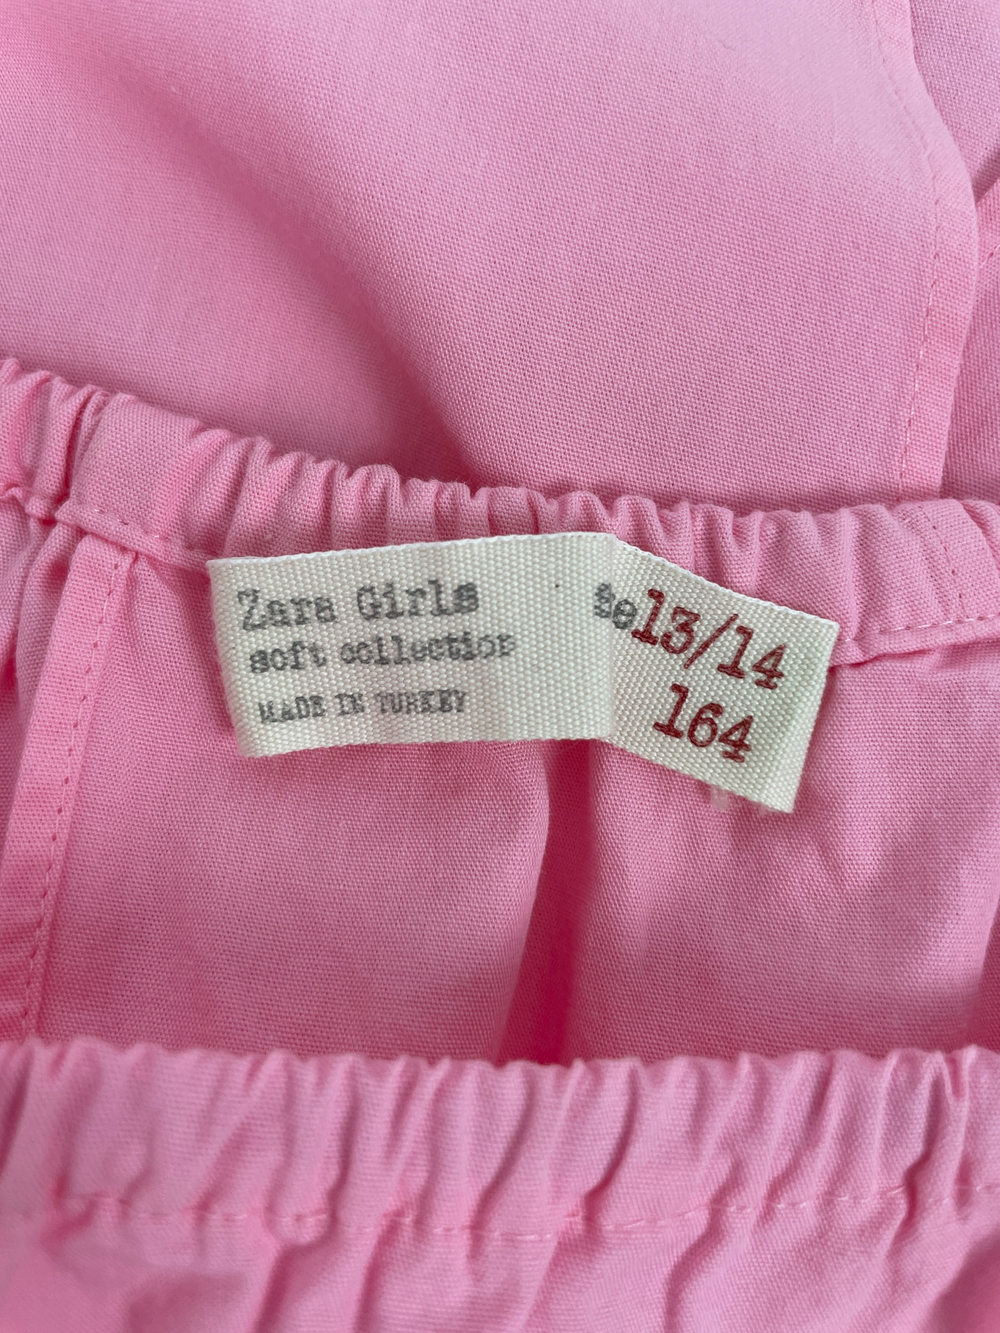 Zara Girls
soft collection
MADE IN TURKEY
13/14
164